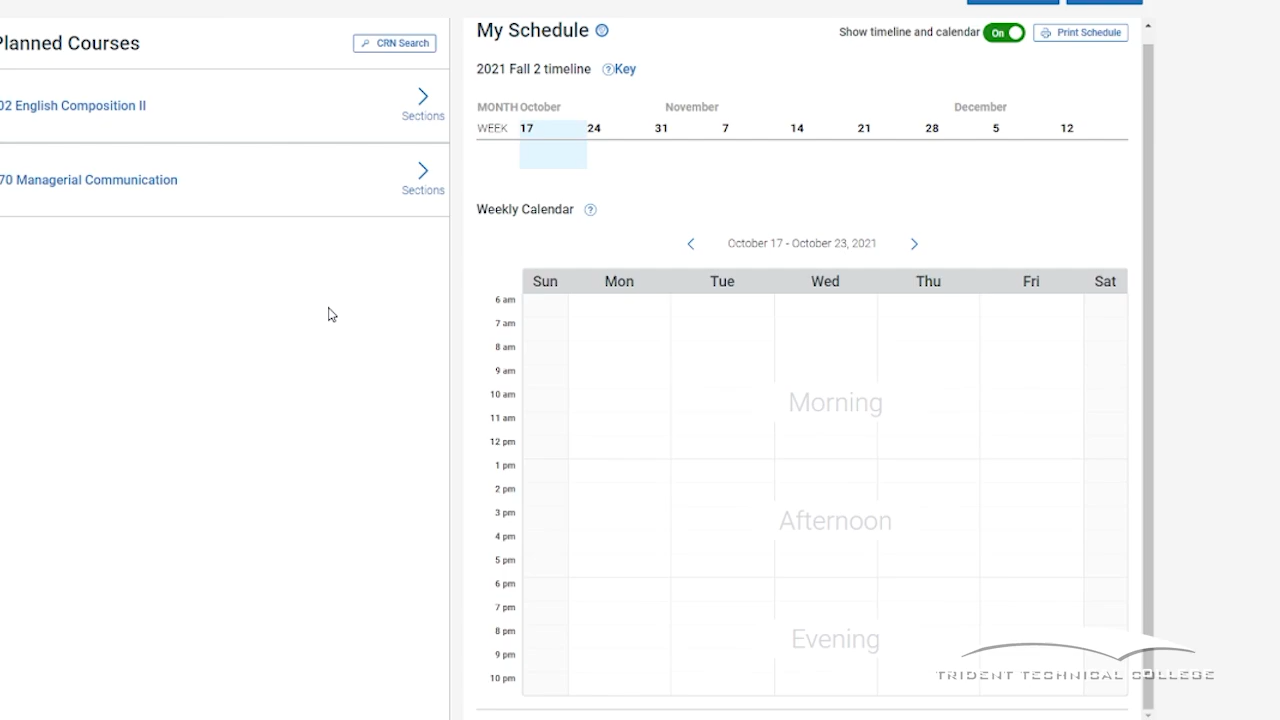 Planned Courses
CRN Search
02 English Composition II
Sections
70 Managerial Communication
Sections
My Schedule
Show timeline and calendar On
Print Schedule
2021 Fall 2 timeline Key
MONTH October November December
WEEK 17 24 31 7 14 21 28 5 12
Weekly Calendar
October 17 - October 23, 2021
Sun Mon Tue Wed Thu Fri Sat
6 am
7 am
8 am
9 am
10 am
Morning
11 am
12 pm
1 pm
2 pm
3 pm
Afternoon
4 pm
5 pm
6 pm
7 pm
8 pm
Evening
9 pm
10 pm
TRIDENT TECHNICAL COLLEGE